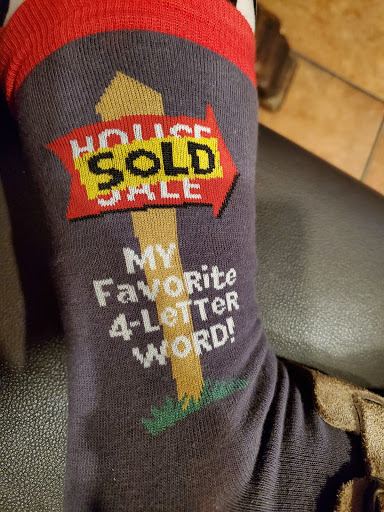 HOUSE
SOLD
SALE
MY
FavoRite
4-LeTTeR
WORD!